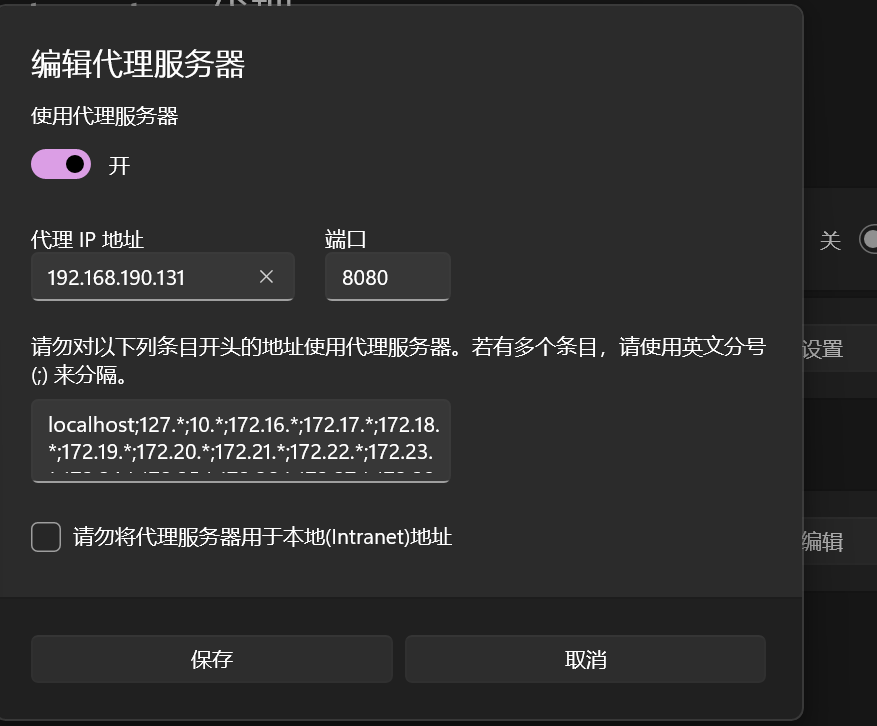 编辑代理服务器
使用代理服务器
开
代理 IP 地址
端口
192.168.190.131
8080
请勿对以下列条目开头的地址使用代理服务器。若有多个条目，请使用英文分号
(;) 来分隔。
localhost;127.*;10.*;172.16.*;172.17.*;172.18.
*;172.19.*;172.20.*;172.21.*;172.22.*;172.23.
请勿将代理服务器用于本地(Intranet)地址
保存
取消
关
设置
编辑